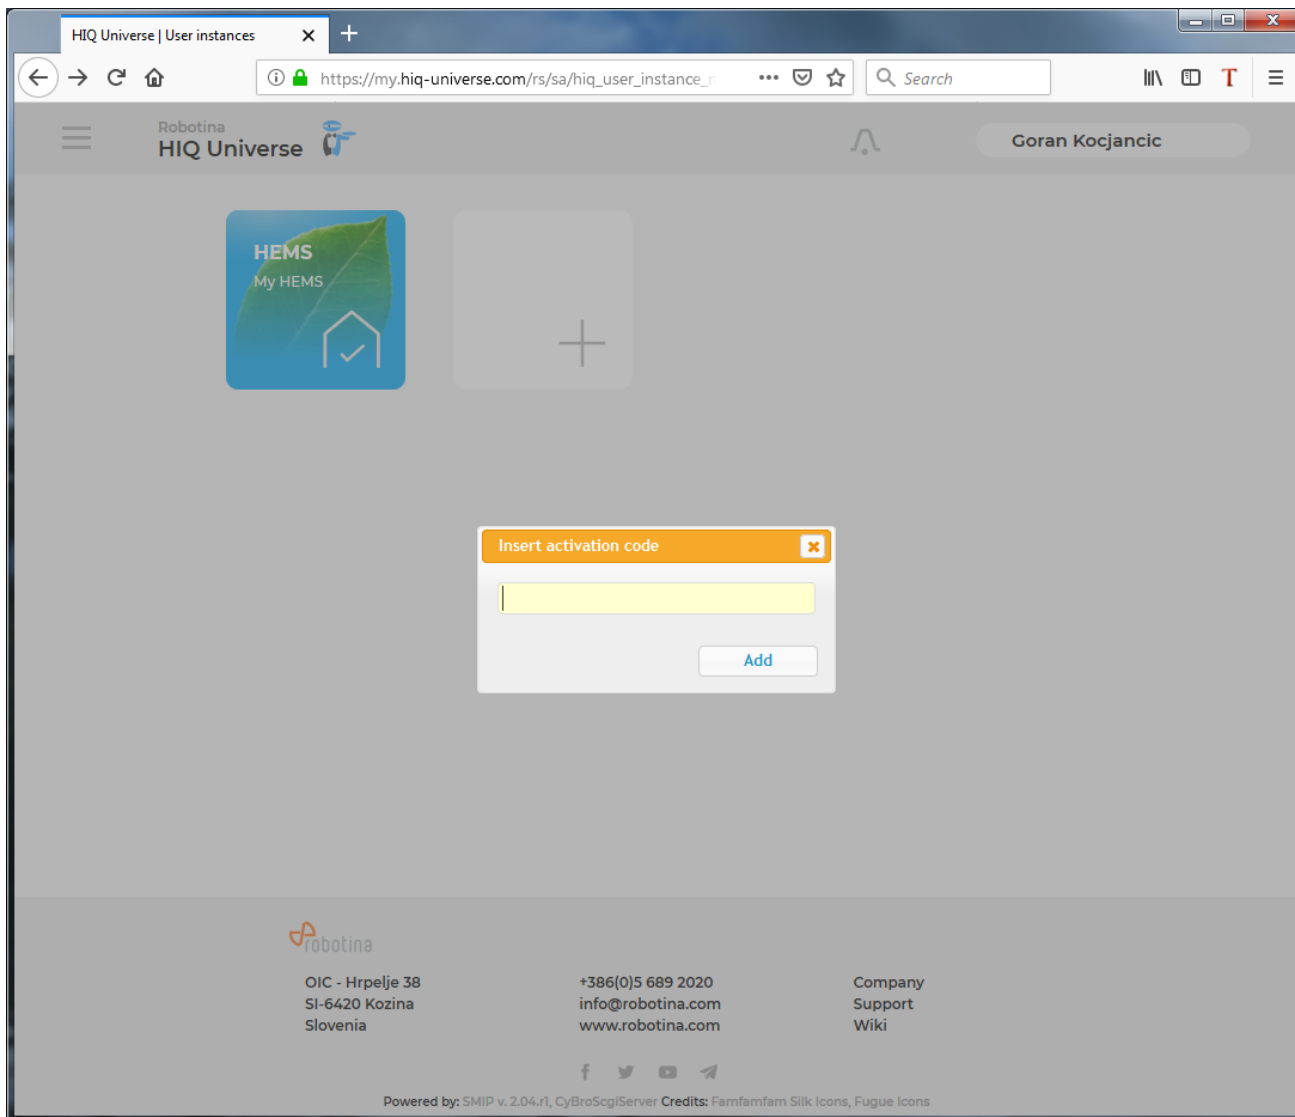 HIQ Universe | User instances
https://my.hiq-universe.com/rs/sa/hiq_user_instance_
Search
T
Robotina
HIQ Universe
Goran Kocjancic
HEMS
My HEMS
Insert activation code
Add
robotina
OIC - Hrpelje 38
SI-6420 Kozina
Slovenia
+386(0)5 689 2020
info@robotina.com
www.robotina.com
Company
Support
Wiki
Powered by: SMIP v. 2.04.r1, CyBroScgiServer Credits: Famfamfam Silk Icons, Fugue Icons